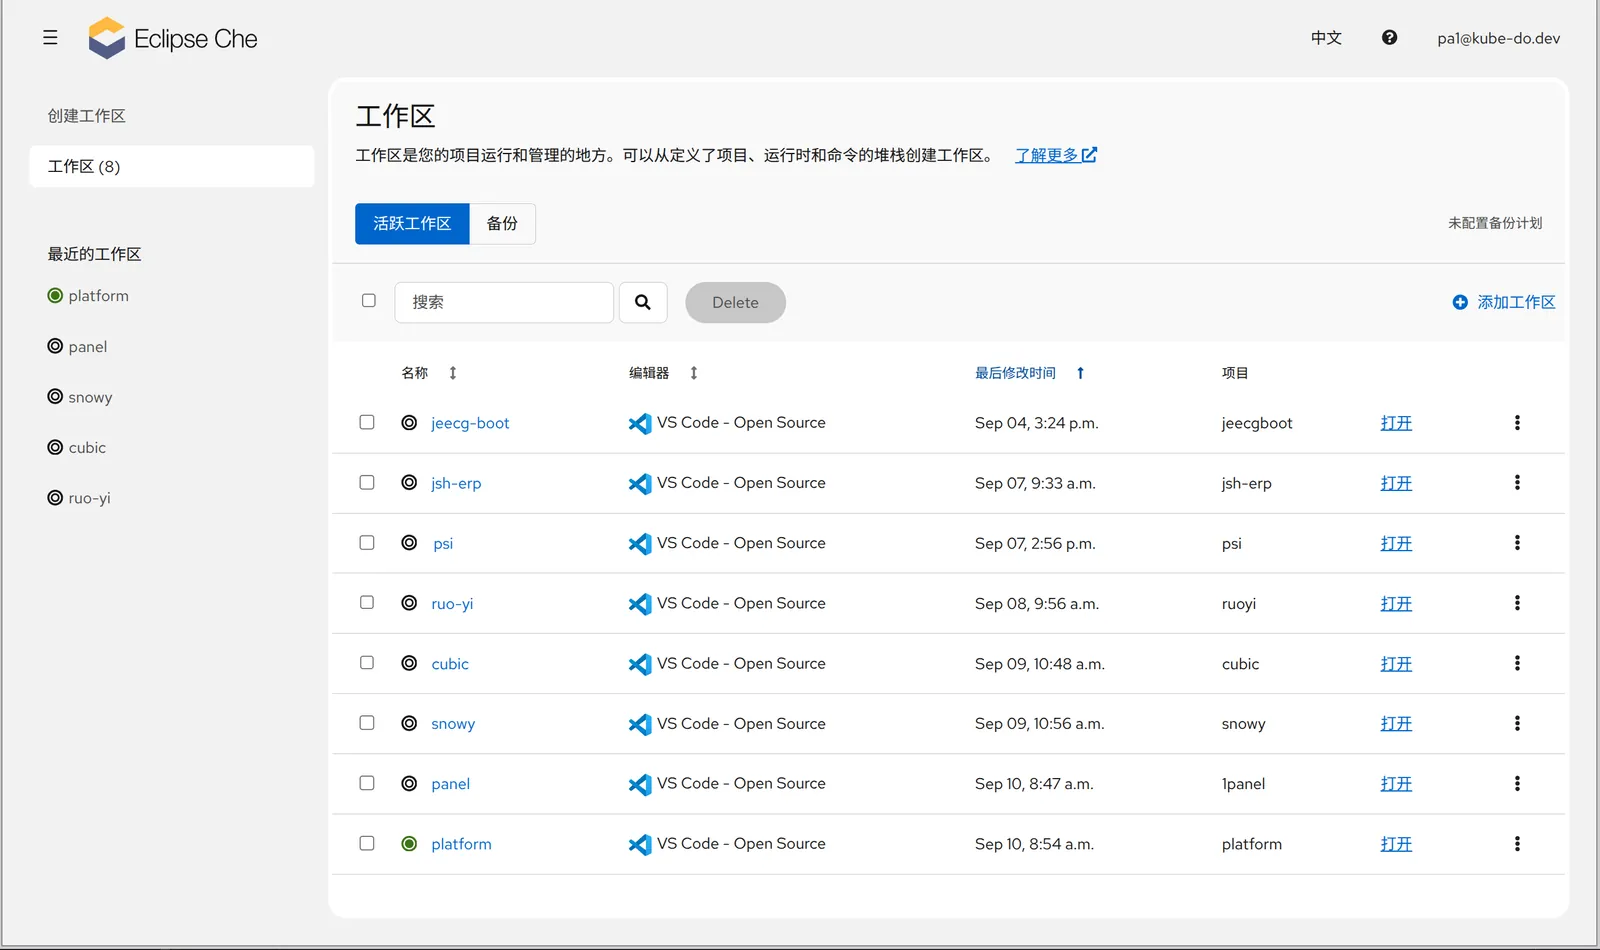 Eclipse Che
中文
pa1@kube-do.dev
创建工作区
工作区 (8)
最近的工作区
platform
panel
snowy
cubic
ruo-yi
工作区
工作区是您的项目运行和管理的地方。可以从定义了项目、运行时和命令的堆栈创建工作区。 了解更多
活跃工作区 备份 未配置备份计划
搜索 Delete 添加工作区
名称 编辑器 最后修改时间 项目
jeecg-boot VS Code - Open Source Sep 04, 3:24 p.m. jeecgboot 打开
jsh-erp VS Code - Open Source Sep 07, 9:33 a.m. jsh-erp 打开
psi VS Code - Open Source Sep 07, 2:56 p.m. psi 打开
ruo-yi VS Code - Open Source Sep 08, 9:56 a.m. ruoyi 打开
cubic VS Code - Open Source Sep 09, 10:48 a.m. cubic 打开
snowy VS Code - Open Source Sep 09, 10:56 a.m. snowy 打开
panel VS Code - Open Source Sep 10, 8:47 a.m. 1panel 打开
platform VS Code - Open Source Sep 10, 8:54 a.m. platform 打开